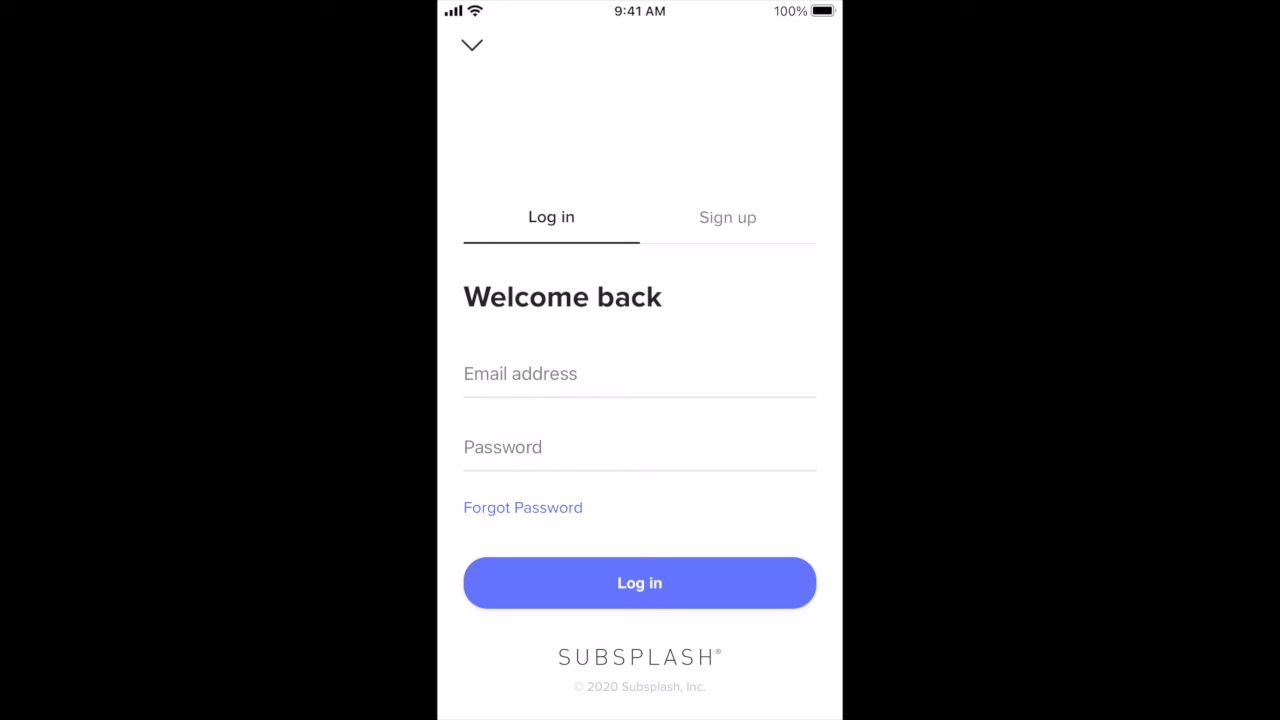 9:41 AM 100%
Log in Sign up
Welcome back
Email address
Password
Forgot Password
Log in
SUBSPLASH®
© 2020 Subsplash, Inc.